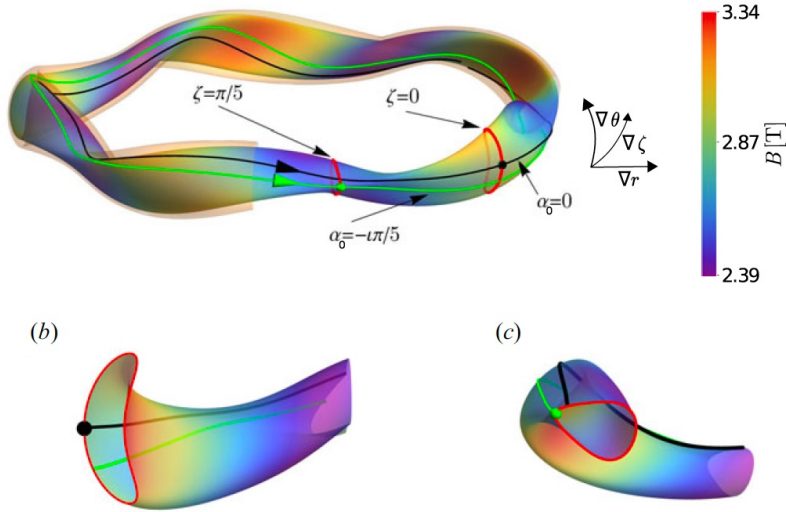 3.34
ζ=π/5
ζ=0
∇θ
∇ζ
∇r
2.87
B [T]
α₀=0
α₀=-ιπ/5
2.39
(b)
(c)